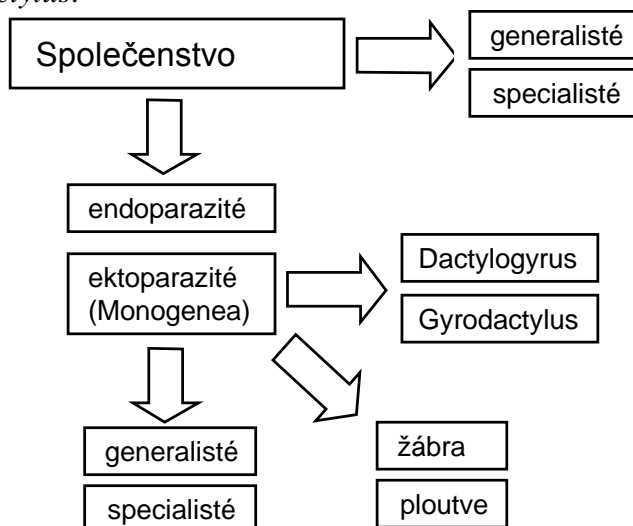 Společenstvo
generalisté
specialisté
endoparazité
ektoparazité
(Monogenea)
Dactylogyrus
Gyrodactylus
generalisté
specialisté
žábra
ploutve